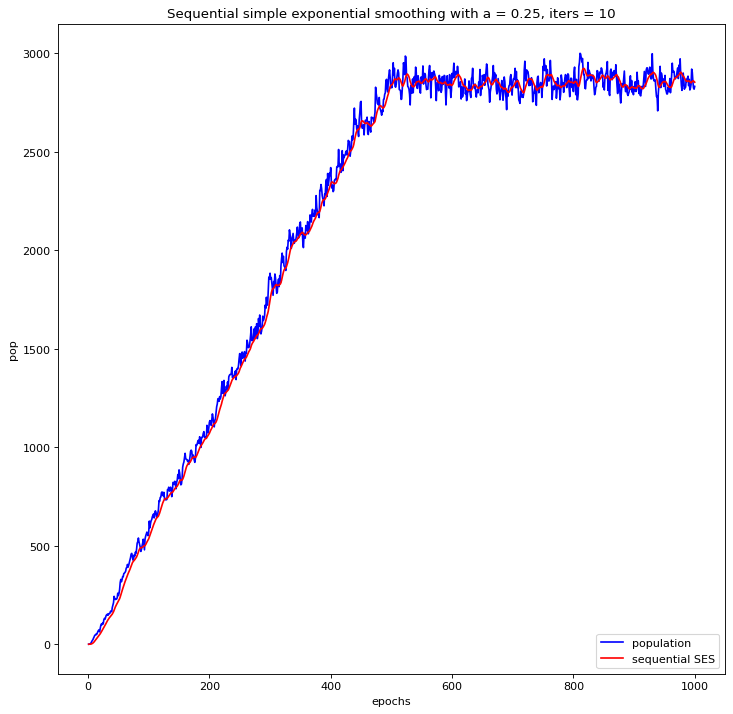 Sequential simple exponential smoothing with a = 0.25, iters = 10
3000
2500
2000
1500
1000
500
0
pop
0 200 400 600 800 1000
epochs
population
sequential SES